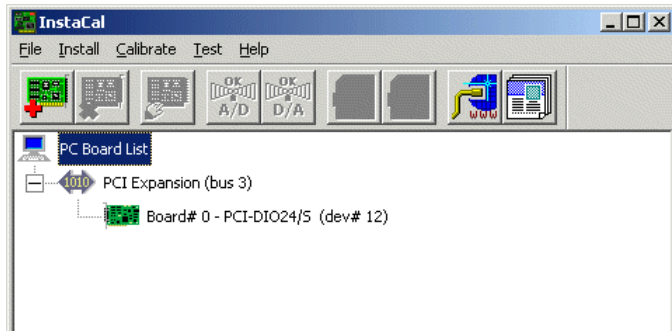 InstaCal
File Install Calibrate Test Help
OK OK
A/D D/A
PC Board List
1010 PCI Expansion (bus 3)
Board# 0 - PCI-DIO24/S (dev# 12)